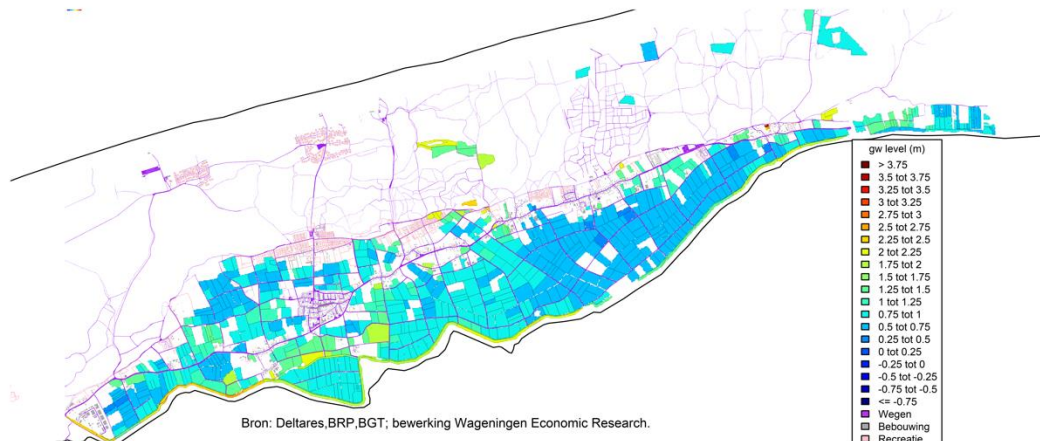 gw level (m)
> 3.75
3.5 tot 3.75
3.25 tot 3.5
3 tot 3.25
2.75 tot 3
2.5 tot 2.75
2.25 tot 2.5
2 tot 2.25
1.75 tot 2
1.5 tot 1.75
1.25 tot 1.5
1 tot 1.25
0.75 tot 1
0.5 tot 0.75
0.25 tot 0.5
0 tot 0.25
-0.25 tot 0
-0.5 tot -0.25
-0.75 tot -0.5
<= -0.75
Wegen
Bebouwing
Recreatie
Bron: Deltares,BRP,BGT; bewerking Wageningen Economic Research.